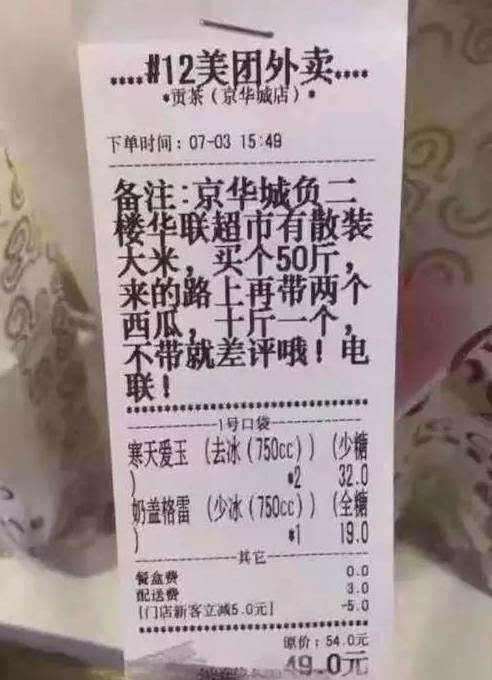 ....#12美团外卖....
*贡茶（京华城店）*
下单时间：07-03 15:49
备注:京华城负二
楼华联超市有散装
大米，买个50斤，
来的路上再带两个
西瓜，十斤一个，
不带就差评哦！电
联！
1号口袋
寒天爱玉 （去冰(750cc)）（少糖
） *2 32.0
奶盖格雷 （少冰(750cc)）（全糖
） *1 19.0
其它
餐盒费 0.0
配送费 3.0
[门店新客立减5.0元] -5.0
原价：54.0元
49.0元